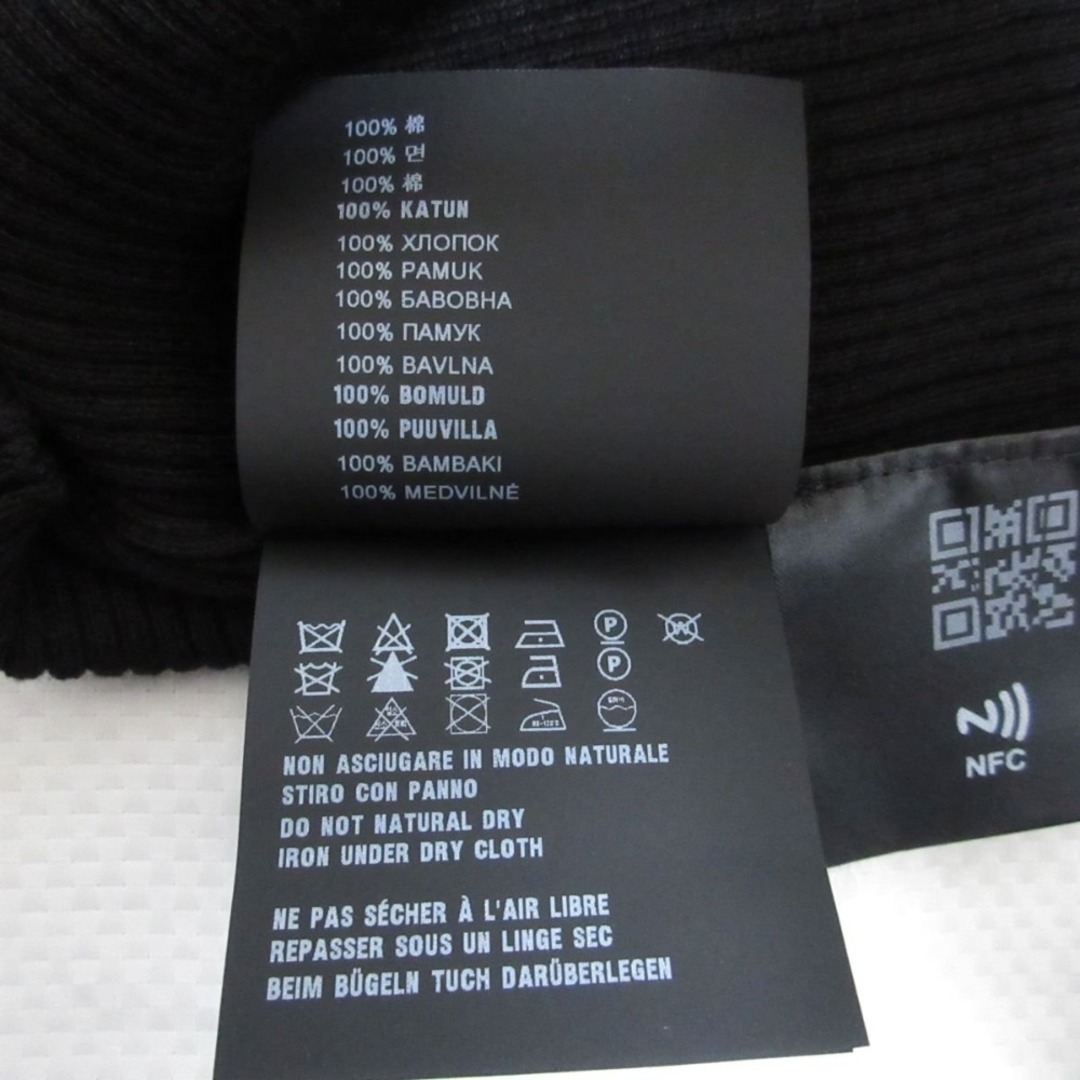 100% 棉
100% 면
100% 棉
100% KATUN
100% ХЛОПОК
100% PAMUK
100% БАВОВНА
100% ПАМУК
100% BAVLNA
100% BOMULD
100% PUUVILLA
100% BAMBAKI
100% MEDVILNĖ
P
W
P
NON ASCIUGARE IN MODO NATURALE
STIRO CON PANNO
DO NOT NATURAL DRY
IRON UNDER DRY CLOTH
NE PAS SÉCHER À L'AIR LIBRE
REPASSER SOUS UN LINGE SEC
BEIM BÜGELN TUCH DARÜBERLEGEN
NFC